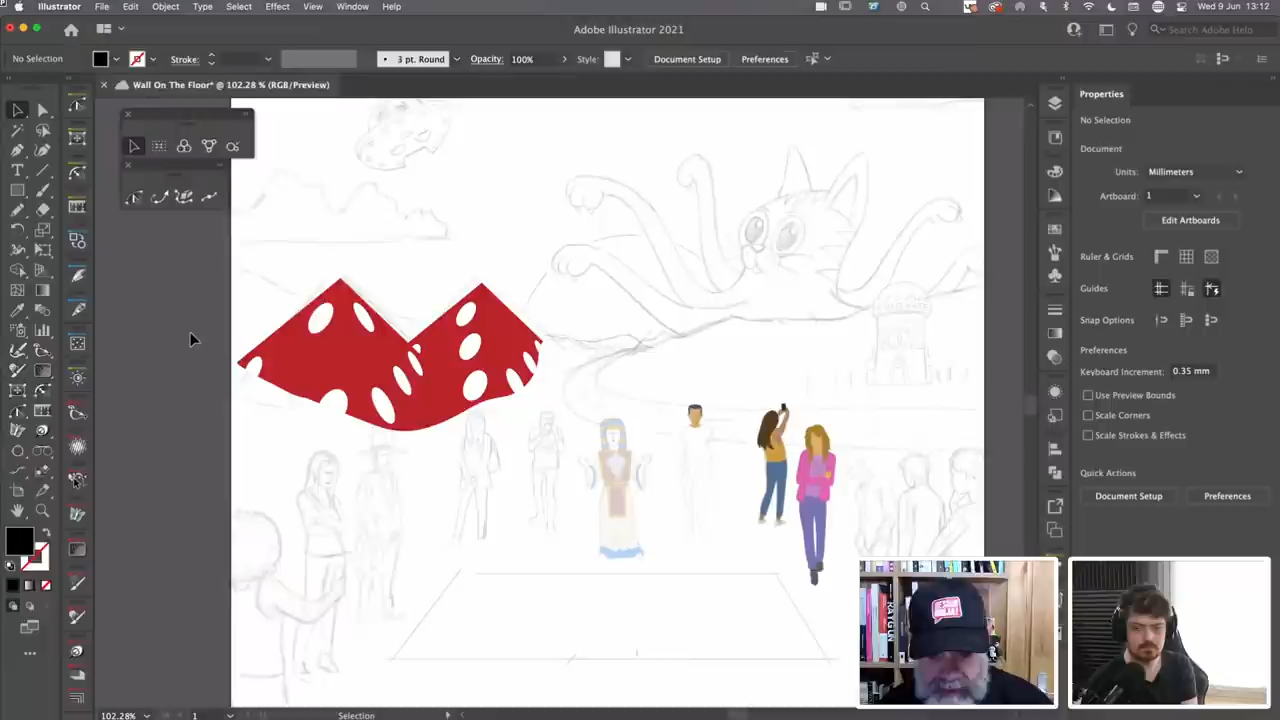 Illustrator File Edit Object Type Select Effect View Window Help Wed 9 Jun 13:12
Adobe Illustrator 2021
Search Adobe Help
No Selection Stroke: 3 pt. Round Opacity: 100% Style: Document Setup Preferences
Wall On The Floor* @ 102.28 % (RGB/Preview)
Properties
No Selection
Document
Units: Millimeters
Artboard: 1
Edit Artboards
Ruler & Grids
Guides
Snap Options
Preferences
Keyboard Increment: 0.35 mm
Use Preview Bounds
Scale Corners
Scale Strokes & Effects
Quick Actions
Document Setup Preferences
RAYGUN
102.28% 1 Selection